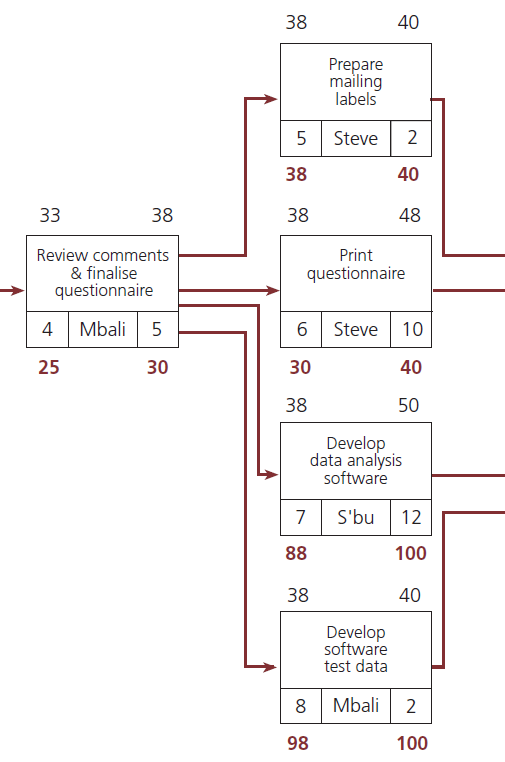 38 40
Prepare
mailing
labels
5 Steve 2
38 40
33 38
Review comments
& finalise
questionnaire
4 Mbali 5
25 30
38 48
Print
questionnaire
6 Steve 10
30 40
38 50
Develop
data analysis
software
7 S'bu 12
88 100
38 40
Develop
software
test data
8 Mbali 2
98 100